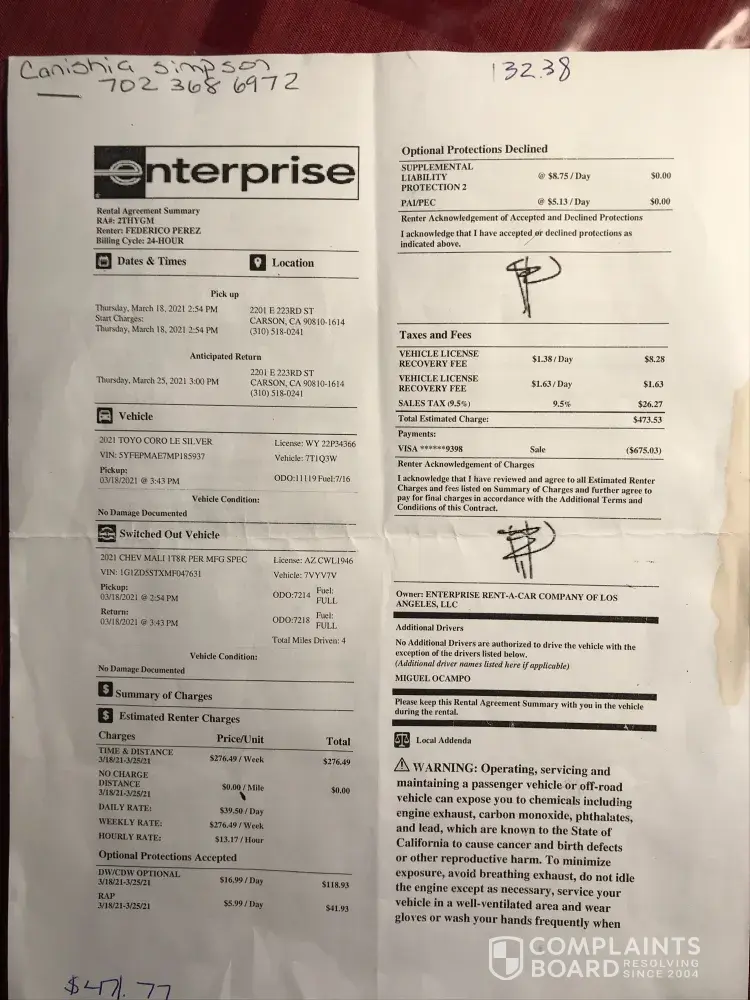 Canishia Simpson
702 368 6972
132.38
enterprise
Rental Agreement Summary
RA#: 2THYGM
Renter: FEDERICO PEREZ
Billing Cycle: 24-HOUR
Dates & Times
Location
Pick up
Thursday, March 18, 2021 2:54 PM
Start Charges:
Thursday, March 18, 2021 2:54 PM
2201 E 223RD ST
CARSON, CA 90810-1614
(310) 518-0241
Anticipated Return
Thursday, March 25, 2021 3:00 PM
2201 E 223RD ST
CARSON, CA 90810-1614
(310) 518-0241
Vehicle
2021 TOYO CORO LE SILVER
License: WY 22P34366
VIN: 5YFEPMAE7MP185937
Vehicle: 7T1Q3W
Pickup:
03/18/2021 @ 3:43 PM
ODO:11119 Fuel:7/16
Vehicle Condition:
No Damage Documented
Switched Out Vehicle
2021 CHEV MALI 1T8R PER MFG SPEC
License: AZ CWL1946
VIN: 1G1ZD5STXMF047631
Vehicle: 7VYV7V
Pickup:
03/18/2021 @ 2:54 PM
ODO:7214 Fuel: FULL
Return:
03/18/2021 @ 3:43 PM
ODO:7218 Fuel: FULL
Total Miles Driven: 4
Vehicle Condition:
No Damage Documented
Summary of Charges
Estimated Renter Charges
Charges Price/Unit Total
TIME & DISTANCE
3/18/21-3/25/21 $276.49 / Week $276.49
NO CHARGE
DISTANCE
3/18/21-3/25/21 $0.00 / Mile $0.00
DAILY RATE: $39.50 / Day
WEEKLY RATE: $276.49 / Week
HOURLY RATE: $13.17 / Hour
Optional Protections Accepted
DW/CDW OPTIONAL
3/18/21-3/25/21 $16.99 / Day $118.93
RAP
3/18/21-3/25/21 $5.99 / Day $41.93
Optional Protections Declined
SUPPLEMENTAL
LIABILITY
PROTECTION 2 @ $8.75 / Day $0.00
PAI/PEC @ $5.13 / Day $0.00
Renter Acknowledgement of Accepted and Declined Protections
I acknowledge that I have accepted or declined protections as
indicated above.
Taxes and Fees
VEHICLE LICENSE
RECOVERY FEE $1.38 / Day $8.28
VEHICLE LICENSE
RECOVERY FEE $1.63 / Day $1.63
SALES TAX (9.5%) 9.5% $26.27
Total Estimated Charge: $473.53
Payments:
VISA ******9398 Sale ($675.03)
Renter Acknowledgement of Charges
I acknowledge that I have reviewed and agree to all Estimated Renter
Charges and fees listed on Summary of Charges and further agree to
pay for final charges in accordance with the Additional Terms and
Conditions of this Contract.
Owner: ENTERPRISE RENT-A-CAR COMPANY OF LOS
ANGELES, LLC
Additional Drivers
No Additional Drivers are authorized to drive the vehicle with the
exception of the drivers listed below.
(Additional driver names listed here if applicable)
MIGUEL OCAMPO
Please keep this Rental Agreement Summary with you in the vehicle
during the rental.
Local Addenda
WARNING: Operating, servicing and
maintaining a passenger vehicle or off-road
vehicle can expose you to chemicals including
engine exhaust, carbon monoxide, phthalates,
and lead, which are known to the State of
California to cause cancer and birth defects
or other reproductive harm. To minimize
exposure, avoid breathing exhaust, do not idle
the engine except as necessary, service your
vehicle in a well-ventilated area and wear
gloves or wash your hands frequently when
COMPLAINTS
BOARD RESOLVING SINCE 2004